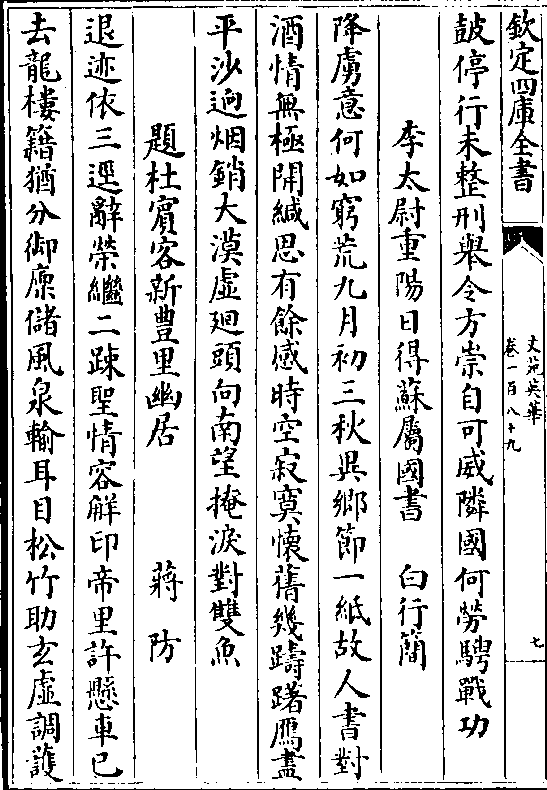 欽定四庫全書
文苑英華
卷一百八十九
七
鼓停行未整刑舉令方崇自可威隣國何勞騁戰功
李太尉重陽日得蘇屬國書　白行簡
降虜意何如窮荒九月初三秋異鄉節一紙故人書對
酒情無極開緘思有餘感時空寂寞懷舊幾躊躇鴈盡
平沙迥烟銷大漠虛廻頭向南望掩淚對雙魚
題杜賓客新豐里幽居　蔣防
退迹依三逕辭榮繼二踈聖情容解印帝里許懸車已
去龍樓籍猶分御廪儲風泉輸耳目松竹助玄虛調護